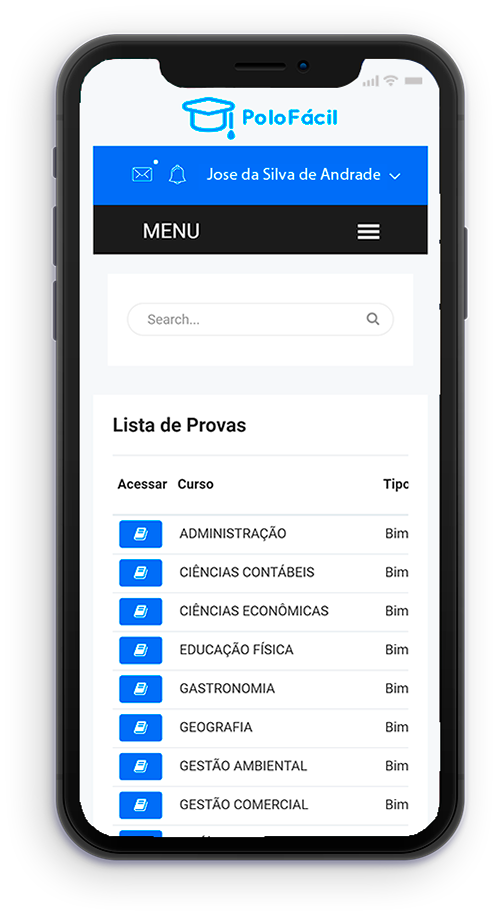 PoloFácil
Jose da Silva de Andrade
MENU
Search...
Lista de Provas
Acessar Curso Tipo
ADMINISTRAÇÃO Bim
CIÊNCIAS CONTÁBEIS Bim
CIÊNCIAS ECONÔMICAS Bim
EDUCAÇÃO FÍSICA Bim
GASTRONOMIA Bim
GEOGRAFIA Bim
GESTÃO AMBIENTAL Bim
GESTÃO COMERCIAL Bim